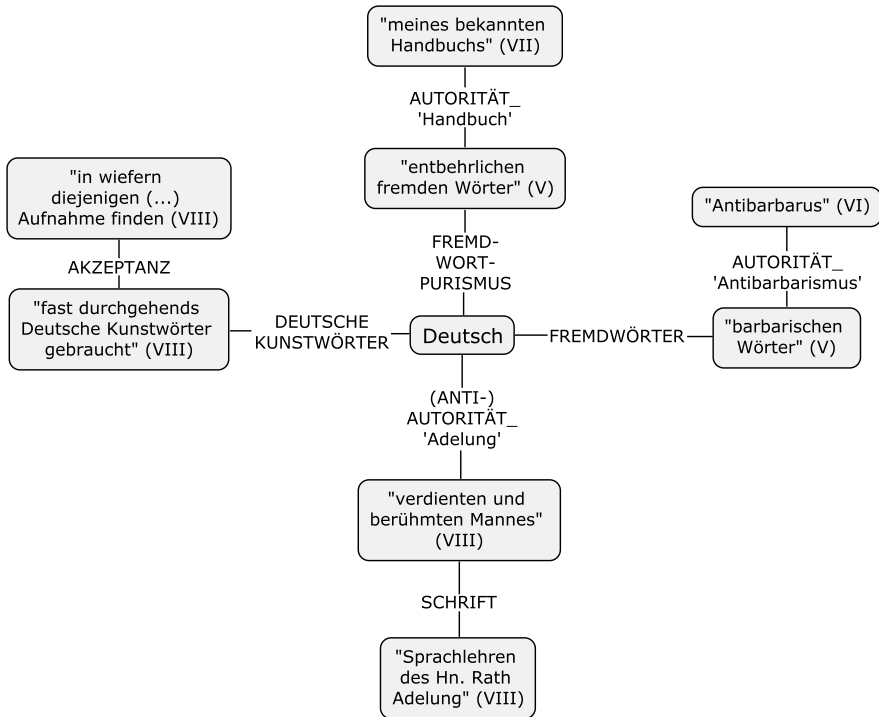 "meines bekannten
Handbuchs" (VII)
AUTORITÄT_
'Handbuch'
"entbehrlichen
fremden Wörter" (V)
FREMD-
WORT-
PURISMUS
"in wiefern
diejenigen (...)
Aufnahme finden (VIII)
AKZEPTANZ
"fast durchgehends
Deutsche Kunstwörter
gebraucht" (VIII)
DEUTSCHE
KUNSTWÖRTER
Deutsch
FREMDWÖRTER
"Antibarbarus" (VI)
AUTORITÄT_
'Antibarbarismus'
"barbarischen
Wörter" (V)
(ANTI-)
AUTORITÄT_
'Adelung'
"verdienten und
berühmten Mannes"
(VIII)
SCHRIFT
"Sprachlehren
des Hn. Rath
Adelung" (VIII)